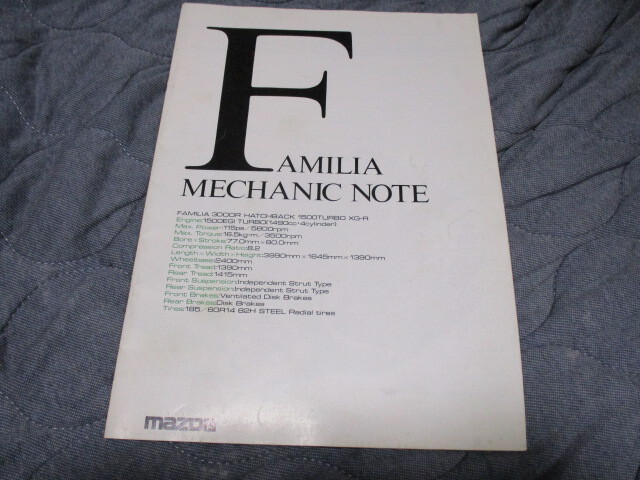 FAMILIA
MECHANIC NOTE
FAMILIA 3DOOR HATCHBACK 1500TURBO XG-R
Engine:1500EGI TURBO(1490cc•4cylinder)
Max. Power:115ps/5800rpm
Max. Torque:16.5kg-m/3500rpm
Bore×Stroke:77.0mm×80.0mm
Compression Ratio:8.2
Length×Width×Height:3990mm×1645mm×1390mm
Wheelbase:2400mm
Front Tread:1390mm
Rear Tread:1415mm
Front Suspension:Independent Strut Type
Rear Suspension:Independent Strut Type
Front Brakes:Ventilated Disk Brakes
Rear Brakes:Disk Brakes
Tires:185/60R14 82H STEEL Radial tires
mazda